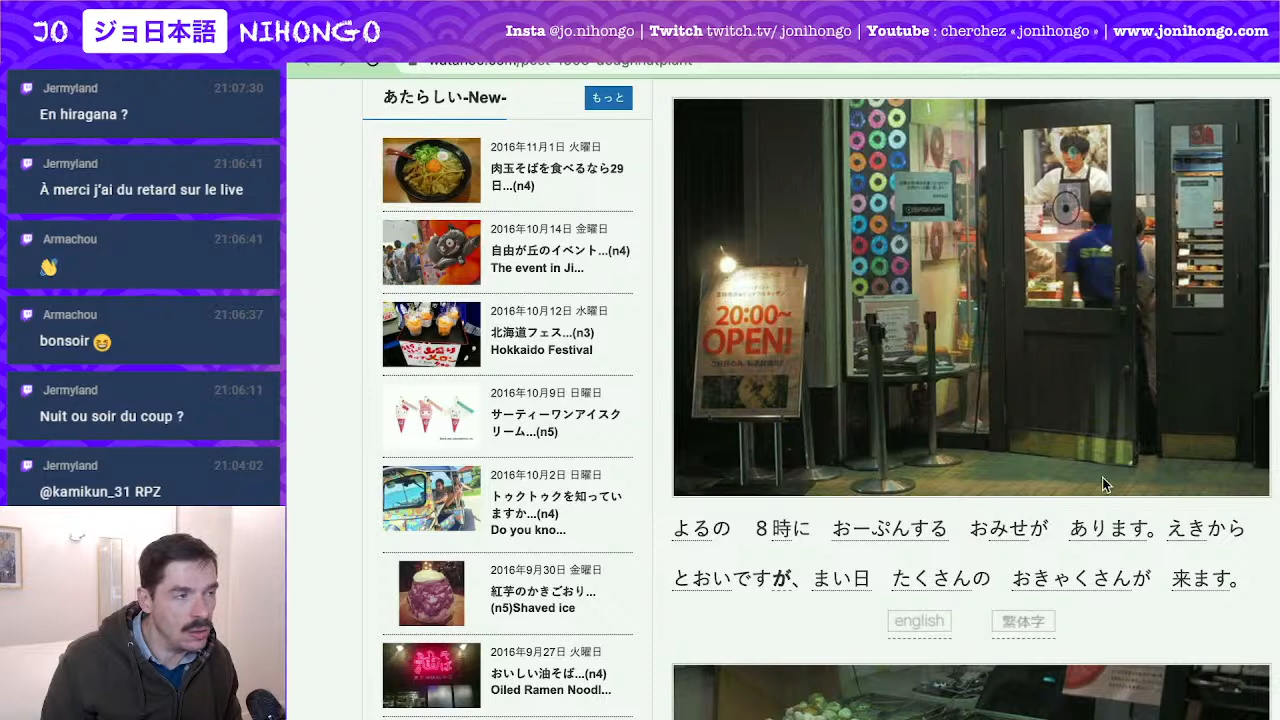 JO ジョ日本語 NIHONGO
Insta @jo.nihongo | Twitch twitch.tv/ jonihongo | Youtube : cherchez « jonihongo » | www.jonihongo.com
Jermyland 21:07:30
En hiragana ?
Jermyland 21:06:41
À merci j'ai du retard sur le live
Armachou 21:06:41
Armachou 21:06:37
bonsoir
Jermyland 21:06:11
Nuit ou soir du coup ?
Jermyland 21:04:02
@kamikun_31 RPZ
あたらしい-New-
もっと
2016年11月1日 火曜日
肉玉そばを食べるなら29
日...(n4)
2016年10月14日 金曜日
自由が丘のイベント...(n4)
The event in Ji...
2016年10月12日 水曜日
北海道フェス...(n3)
Hokkaido Festival
2016年10月9日 日曜日
サーティーワンアイスク
リーム...(n5)
2016年10月2日 日曜日
トゥクトゥクを知ってい
ますか...(n4)
Do you kno...
2016年9月30日 金曜日
紅芋のかきごおり...
(n5)Shaved ice
2016年9月27日 火曜日
おいしい油そば...(n4)
Oiled Ramen Noodl...
20:00~
OPEN!
よるの 8時に おーぷんする おみせが あります。えきから
とおいですが、まい日 たくさんの おきゃくさんが 来ます。
english 繁体字